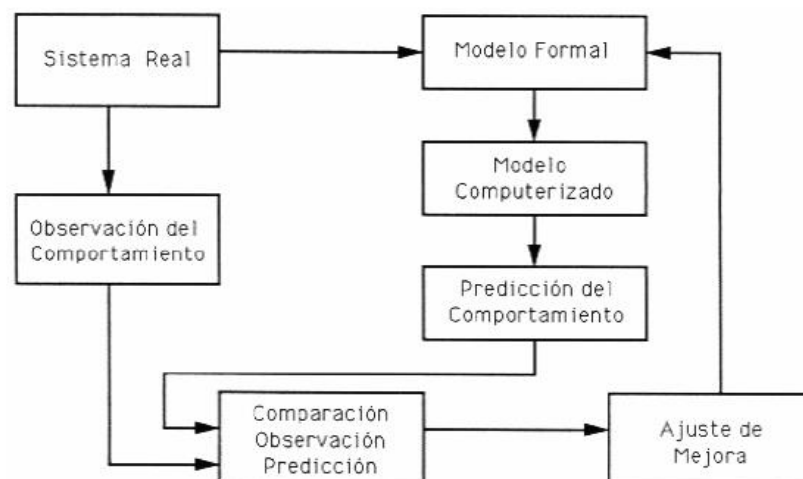 Sistema Real
Modelo Formal
Modelo
Computerizado
Observación del
Comportamiento
Predicción del
Comportamiento
Comparación
Observación
Predicción
Ajuste de
Mejora